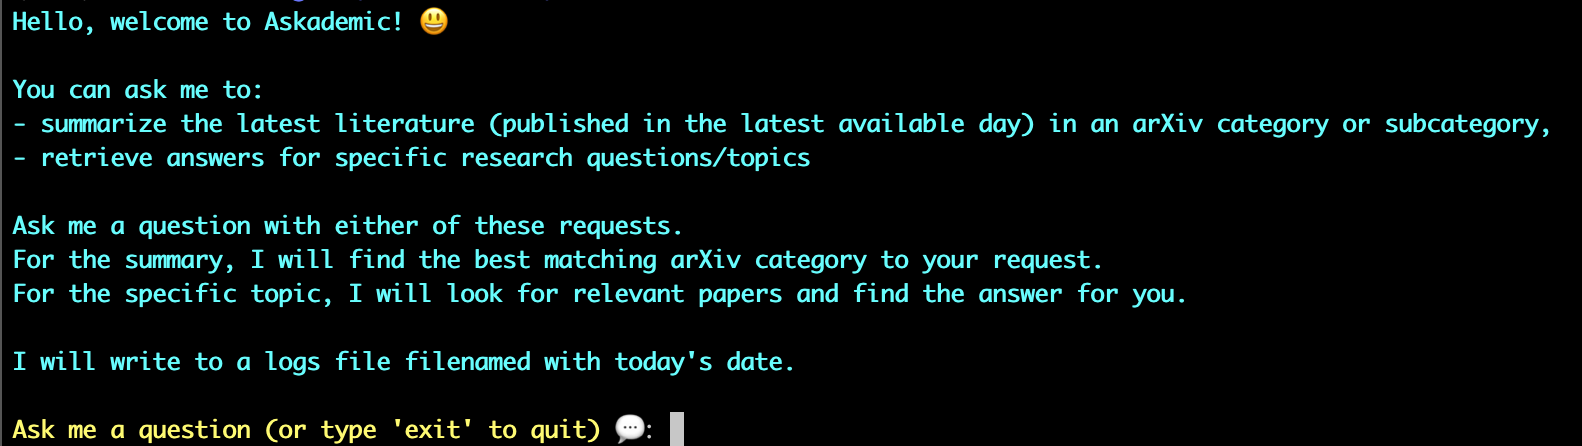 Hello, welcome to Askademic! 😃
You can ask me to:
- summarize the latest literature (published in the latest available day) in an arXiv category or subcategory,
- retrieve answers for specific research questions/topics
Ask me a question with either of these requests.
For the summary, I will find the best matching arXiv category to your request.
For the specific topic, I will look for relevant papers and find the answer for you.
I will write to a logs file filenamed with today's date.
Ask me a question (or type 'exit' to quit) 💬: